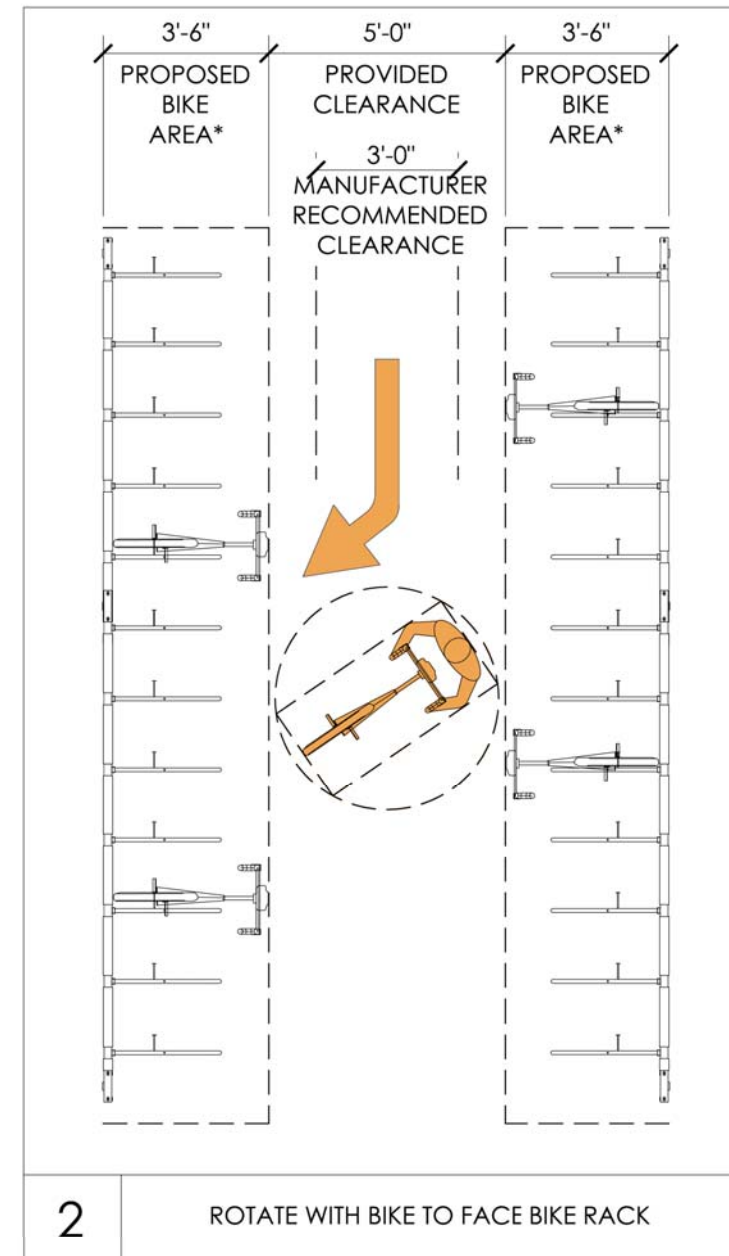 3'-6" 5'-0" 3'-6"
PROPOSED
BIKE
AREA*
PROVIDED
CLEARANCE
PROPOSED
BIKE
AREA*
3'-0"
MANUFACTURER
RECOMMENDED
CLEARANCE
2 ROTATE WITH BIKE TO FACE BIKE RACK